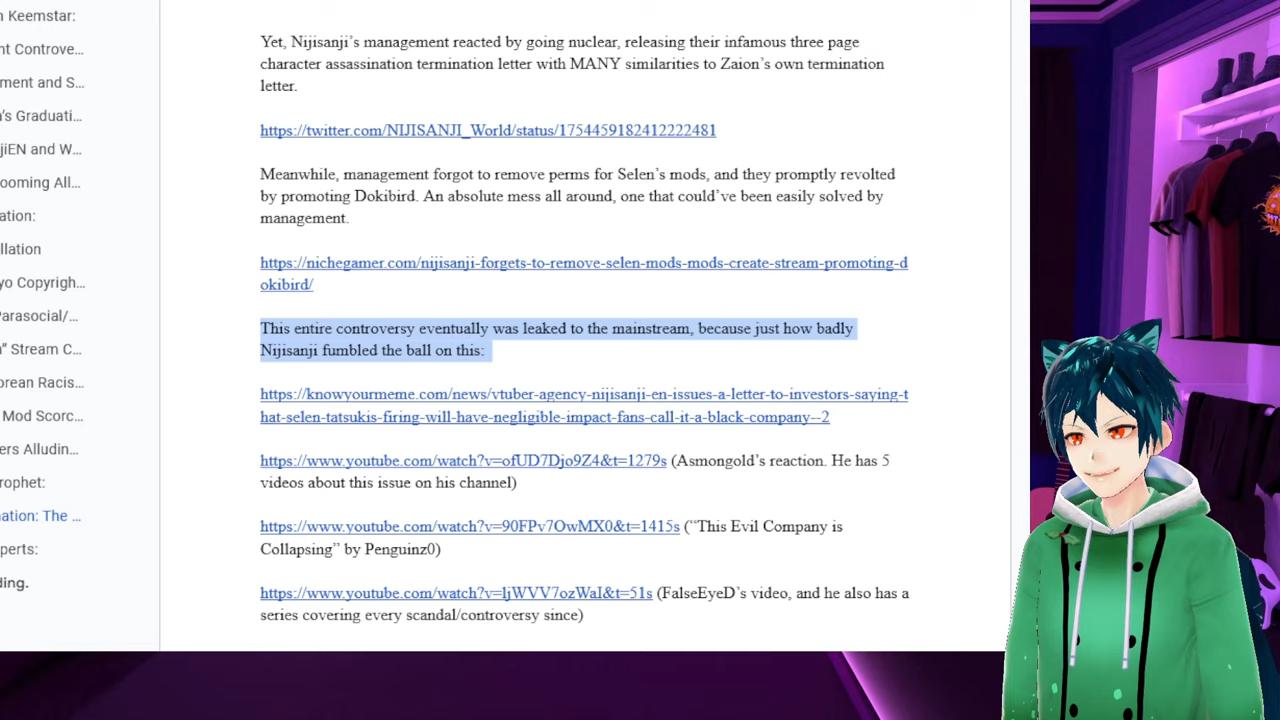 n Keemstar:
nt Controve...
ment and S...
a's Graduati...
jiEN and W...
ooming All...
ation:
llation
yo Copyrigh...
Parasocial/...
" Stream C...
orean Racis...
Mod Scorc...
ers Alludin...
rophet:
nation: The ...
perts:
ding.
Yet, Nijisanji's management reacted by going nuclear, releasing their infamous three page
character assassination termination letter with MANY similarities to Zaion's own termination
letter.
https://twitter.com/NIJISANJI_World/status/1754459182412222481
Meanwhile, management forgot to remove perms for Selen's mods, and they promptly revolted
by promoting Dokibird. An absolute mess all around, one that could've been easily solved by
management.
https://nichegamer.com/nijisanji-forgets-to-remove-selen-mods-mods-create-stream-promoting-d
okibird/
This entire controversy eventually was leaked to the mainstream, because just how badly
Nijisanji fumbled the ball on this:
https://knowyourmeme.com/news/vtuber-agency-nijisanji-en-issues-a-letter-to-investors-saying-t
hat-selen-tatsukis-firing-will-have-negligible-impact-fans-call-it-a-black-company--2
https://www.youtube.com/watch?v=ofUD7Djo9Z4&t=1279s (Asmongold's reaction. He has 5
videos about this issue on his channel)
https://www.youtube.com/watch?v=90FPv7OwMX0&t=1415s ("This Evil Company is
Collapsing" by Penguinz0)
https://www.youtube.com/watch?v=ljWVV7ozWaI&t=51s (FalseEyeD's video, and he also has a
series covering every scandal/controversy since)